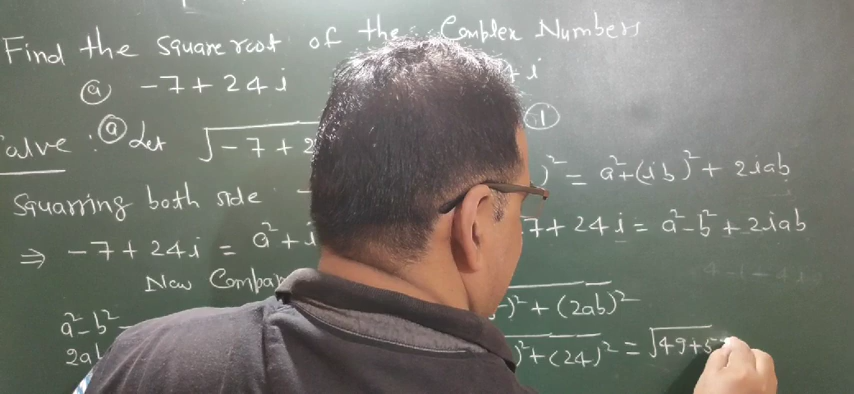 Find the Square root of the Complex Numbers
ⓐ -7+24i i
Solve : ⓐ Let √-7+2 ①
)² = a²+(ib)²+2iab
Squarring both side -
⇒ -7+24i = a²+i 7+24i = a²-b²+2iab
Now Compar
a²-b² )²+(2ab)²
2ab )²+(24)² = √49+5